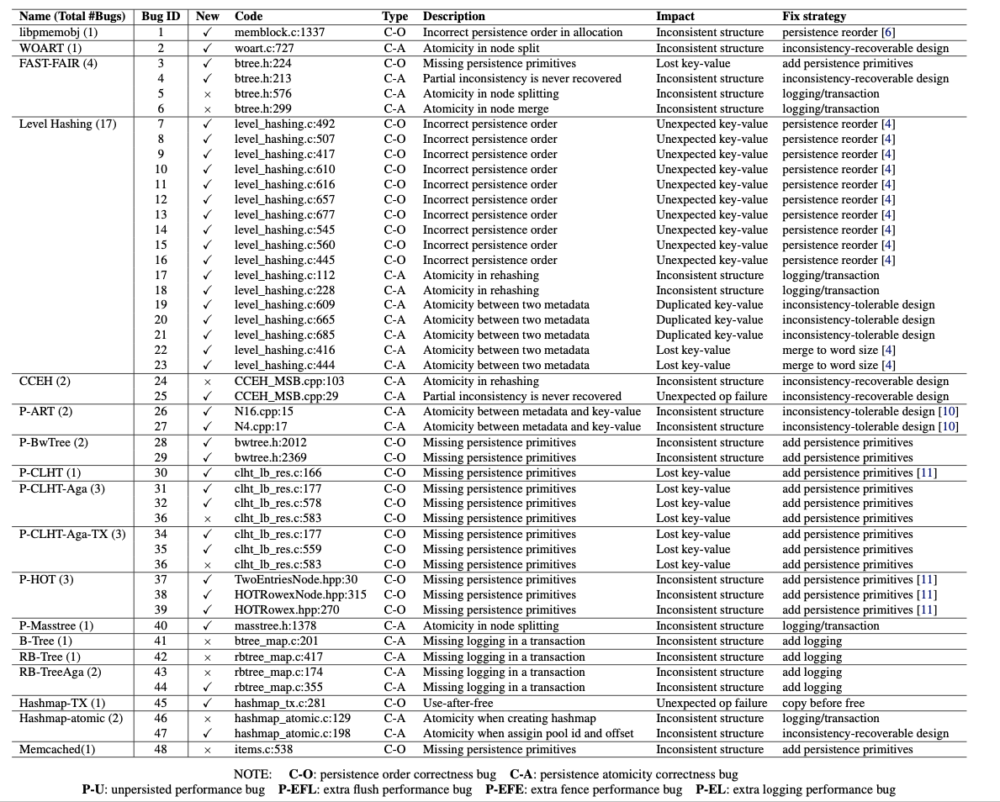 Name (Total #Bugs) Bug ID New Code Type Description Impact Fix strategy
libpmemobj (1) 1 ✓ memblock.c:1337 C-O Incorrect persistence order in allocation Inconsistent structure persistence reorder [6]
WOART (1) 2 ✓ woart.c:727 C-A Atomicity in node split Inconsistent structure inconsistency-recoverable design
FAST-FAIR (4) 3 ✓ btree.h:224 C-O Missing persistence primitives Lost key-value add persistence primitives
4 ✓ btree.h:213 C-A Partial inconsistency is never recovered Inconsistent structure inconsistency-recoverable design
5 × btree.h:576 C-A Atomicity in node splitting Inconsistent structure logging/transaction
6 × btree.h:299 C-A Atomicity in node merge Inconsistent structure logging/transaction
Level Hashing (17) 7 ✓ level_hashing.c:492 C-O Incorrect persistence order Unexpected key-value persistence reorder [4]
8 ✓ level_hashing.c:507 C-O Incorrect persistence order Unexpected key-value persistence reorder [4]
9 ✓ level_hashing.c:417 C-O Incorrect persistence order Unexpected key-value persistence reorder [4]
10 ✓ level_hashing.c:610 C-O Incorrect persistence order Unexpected key-value persistence reorder [4]
11 ✓ level_hashing.c:616 C-O Incorrect persistence order Unexpected key-value persistence reorder [4]
12 ✓ level_hashing.c:657 C-O Incorrect persistence order Unexpected key-value persistence reorder [4]
13 ✓ level_hashing.c:677 C-O Incorrect persistence order Unexpected key-value persistence reorder [4]
14 ✓ level_hashing.c:545 C-O Incorrect persistence order Unexpected key-value persistence reorder [4]
15 ✓ level_hashing.c:560 C-O Incorrect persistence order Unexpected key-value persistence reorder [4]
16 ✓ level_hashing.c:445 C-O Incorrect persistence order Unexpected key-value persistence reorder [4]
17 ✓ level_hashing.c:112 C-A Atomicity in rehashing Inconsistent structure logging/transaction
18 ✓ level_hashing.c:228 C-A Atomicity in rehashing Inconsistent structure logging/transaction
19 ✓ level_hashing.c:609 C-A Atomicity between two metadata Duplicated key-value inconsistency-tolerable design
20 ✓ level_hashing.c:665 C-A Atomicity between two metadata Duplicated key-value inconsistency-tolerable design
21 ✓ level_hashing.c:685 C-A Atomicity between two metadata Duplicated key-value inconsistency-tolerable design
22 ✓ level_hashing.c:416 C-A Atomicity between two metadata Lost key-value merge to word size [4]
23 ✓ level_hashing.c:444 C-A Atomicity between two metadata Lost key-value merge to word size [4]
CCEH (2) 24 × CCEH_MSB.cpp:103 C-A Atomicity in rehashing Inconsistent structure inconsistency-recoverable design
25 ✓ CCEH_MSB.cpp:29 C-A Partial inconsistency is never recovered Unexpected op failure inconsistency-recoverable design
P-ART (2) 26 ✓ N16.cpp:15 C-A Atomicity between metadata and key-value Inconsistent structure inconsistency-tolerable design [10]
27 ✓ N4.cpp:17 C-A Atomicity between metadata and key-value Inconsistent structure inconsistency-tolerable design [10]
P-BwTree (2) 28 ✓ bwtree.h:2012 C-O Missing persistence primitives Inconsistent structure add persistence primitives
29 ✓ bwtree.h:2369 C-O Missing persistence primitives Inconsistent structure add persistence primitives
P-CLHT (1) 30 ✓ clht_lb_res.c:166 C-O Missing persistence primitives Lost key-value add persistence primitives [11]
P-CLHT-Aga (3) 31 ✓ clht_lb_res.c:177 C-O Missing persistence primitives Lost key-value add persistence primitives
32 ✓ clht_lb_res.c:578 C-O Missing persistence primitives Lost key-value add persistence primitives
36 × clht_lb_res.c:583 C-O Missing persistence primitives Lost key-value add persistence primitives
P-CLHT-Aga-TX (3) 34 ✓ clht_lb_res.c:177 C-O Missing persistence primitives Lost key-value add persistence primitives
35 ✓ clht_lb_res.c:559 C-O Missing persistence primitives Lost key-value add persistence primitives
36 × clht_lb_res.c:583 C-O Missing persistence primitives Lost key-value add persistence primitives
P-HOT (3) 37 ✓ TwoEntriesNode.hpp:30 C-O Missing persistence primitives Inconsistent structure add persistence primitives [11]
38 ✓ HOTRowexNode.hpp:315 C-O Missing persistence primitives Inconsistent structure add persistence primitives [11]
39 ✓ HOTRowex.hpp:270 C-O Missing persistence primitives Inconsistent structure add persistence primitives [11]
P-Masstree (1) 40 ✓ masstree.h:1378 C-A Atomicity in node splitting Inconsistent structure logging/transaction
B-Tree (1) 41 × btree_map.c:201 C-A Missing logging in a transaction Inconsistent structure add logging
RB-Tree (1) 42 × rbtree_map.c:417 C-A Missing logging in a transaction Inconsistent structure add logging
RB-TreeAga (2) 43 × rbtree_map.c:174 C-A Missing logging in a transaction Inconsistent structure add logging
44 ✓ rbtree_map.c:355 C-A Missing logging in a transaction Inconsistent structure add logging
Hashmap-TX (1) 45 ✓ hashmap_tx.c:281 C-O Use-after-free Unexpected op failure copy before free
Hashmap-atomic (2) 46 × hashmap_atomic.c:129 C-A Atomicity when creating hashmap Inconsistent structure logging/transaction
47 ✓ hashmap_atomic.c:198 C-A Atomicity when assigin pool id and offset Inconsistent structure inconsistency-recoverable design
Memcached(1) 48 × items.c:538 C-O Missing persistence primitives Inconsistent structure add persistence primitives
NOTE: C-O: persistence order correctness bug C-A: persistence atomicity correctness bug
P-U: unpersisted performance bug P-EFL: extra flush performance bug P-EFE: extra fence performance bug P-EL: extra logging performance bug